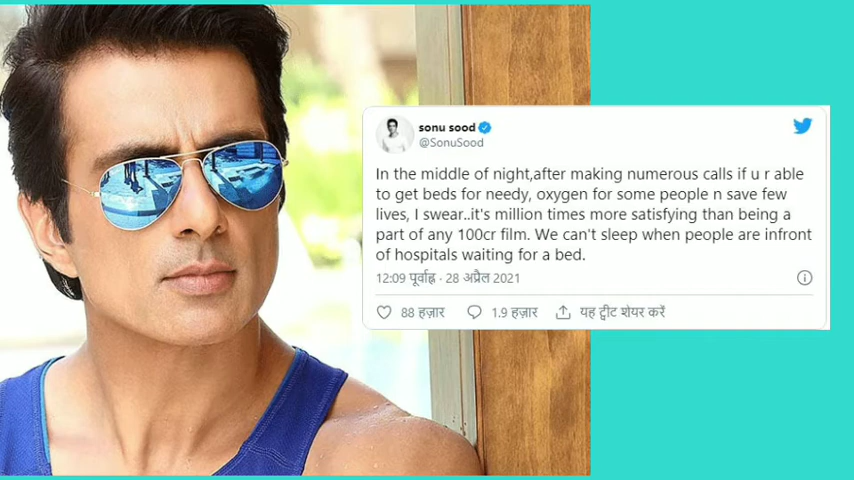 sonu sood
@SonuSood
In the middle of night,after making numerous calls if u r able
to get beds for needy, oxygen for some people n save few
lives, I swear..it's million times more satisfying than being a
part of any 100cr film. We can't sleep when people are infront
of hospitals waiting for a bed.
12:09 पूर्वाह्न · 28 अप्रैल 2021
88 हज़ार 1.9 हज़ार यह ट्वीट शेयर करें